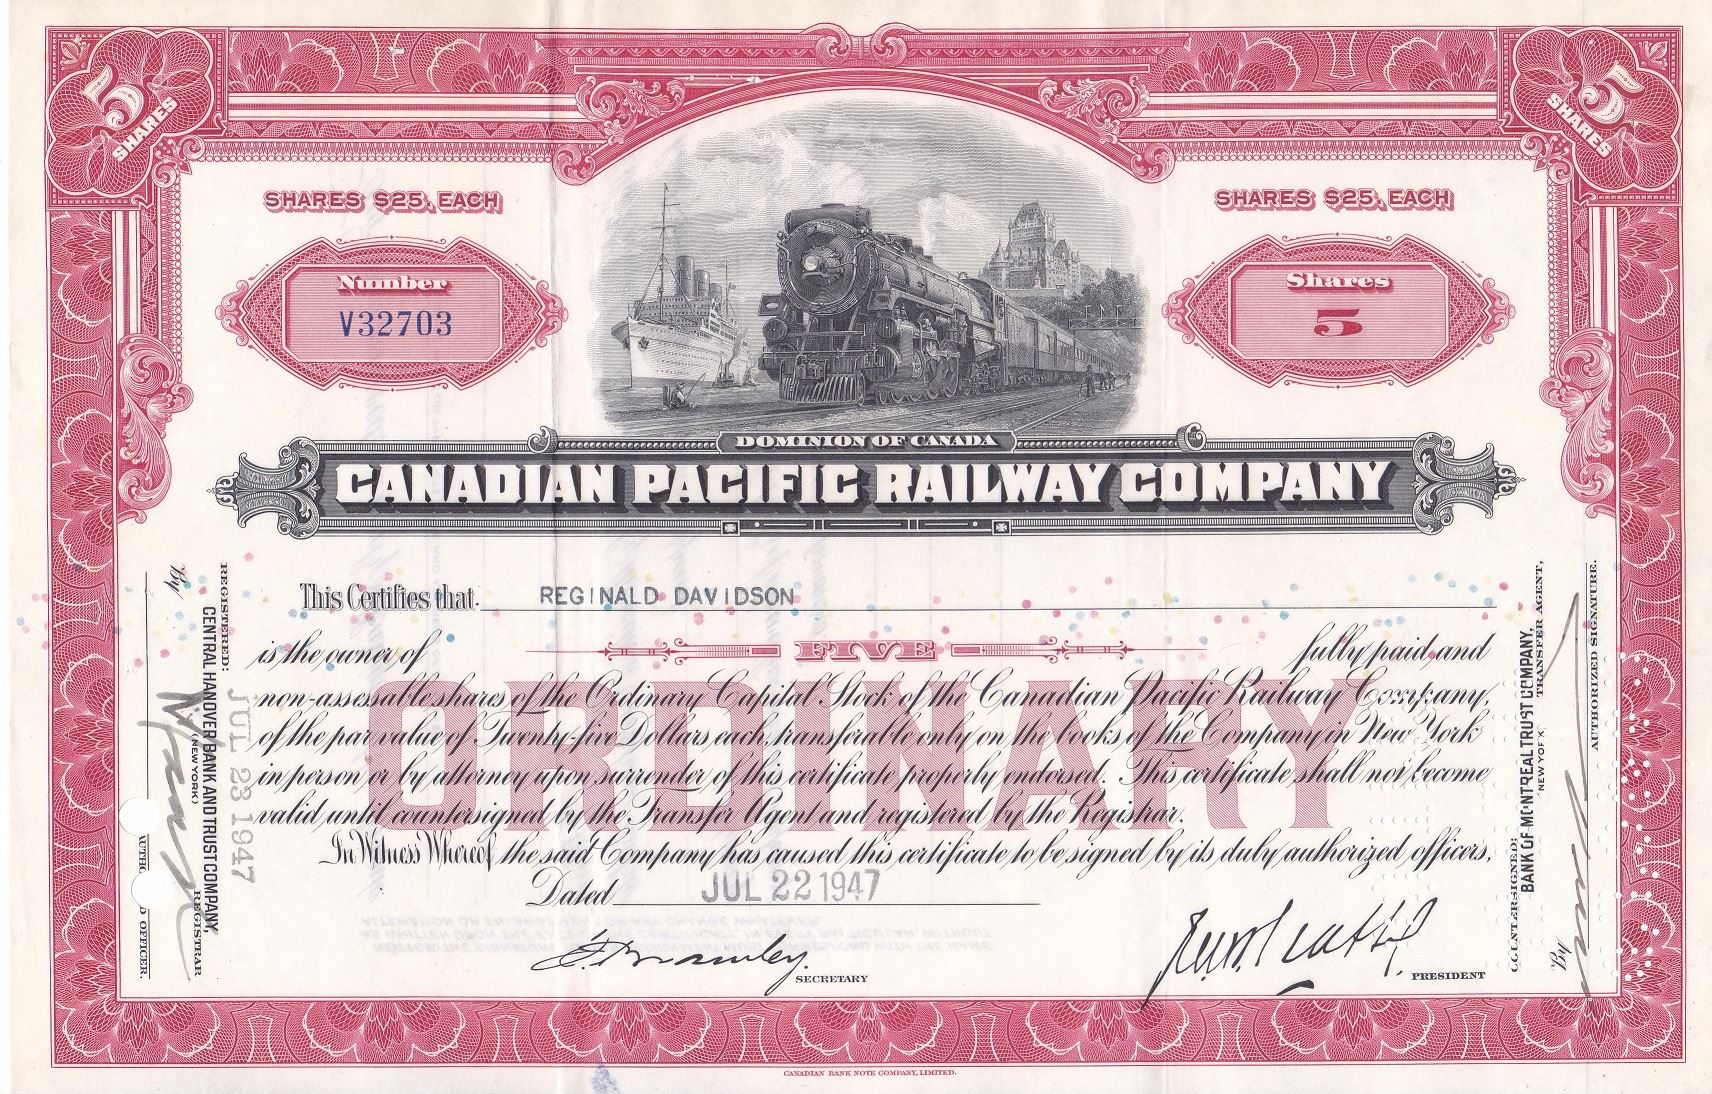 5
SHARES
5
SHARES
SHARES $25. EACH
SHARES $25. EACH
Number
V32703
Shares
5
DOMINION OF CANADA
CANADIAN PACIFIC RAILWAY COMPANY
This Certifies that REGINALD DAVIDSON
is the owner of FIVE fully paid and
non-assessable shares of the Ordinary Capital Stock of the Canadian Pacific Railway Company,
of the par value of Twenty-five Dollars each, transferable only on the books of the Company in New York
in person or by attorney upon surrender of this certificate properly endorsed. This certificate shall not become
valid until countersigned by the Transfer Agent and registered by the Registrar.
In Witness Whereof the said Company has caused this certificate to be signed by its duly authorized officers.
Dated JUL 22 1947
ORDINARY
SECRETARY
PRESIDENT
REGISTERED: JUL 23 1947
CENTRAL HANOVER BANK AND TRUST COMPANY,
(NEW YORK) REGISTRAR
By
OFFICER.
COUNTERSIGNED:
BANK OF MONTREAL TRUST COMPANY,
NEW YORK TRANSFER AGENT,
by
AUTHORIZED SIGNATURE.
CANADIAN BANK NOTE COMPANY, LIMITED.